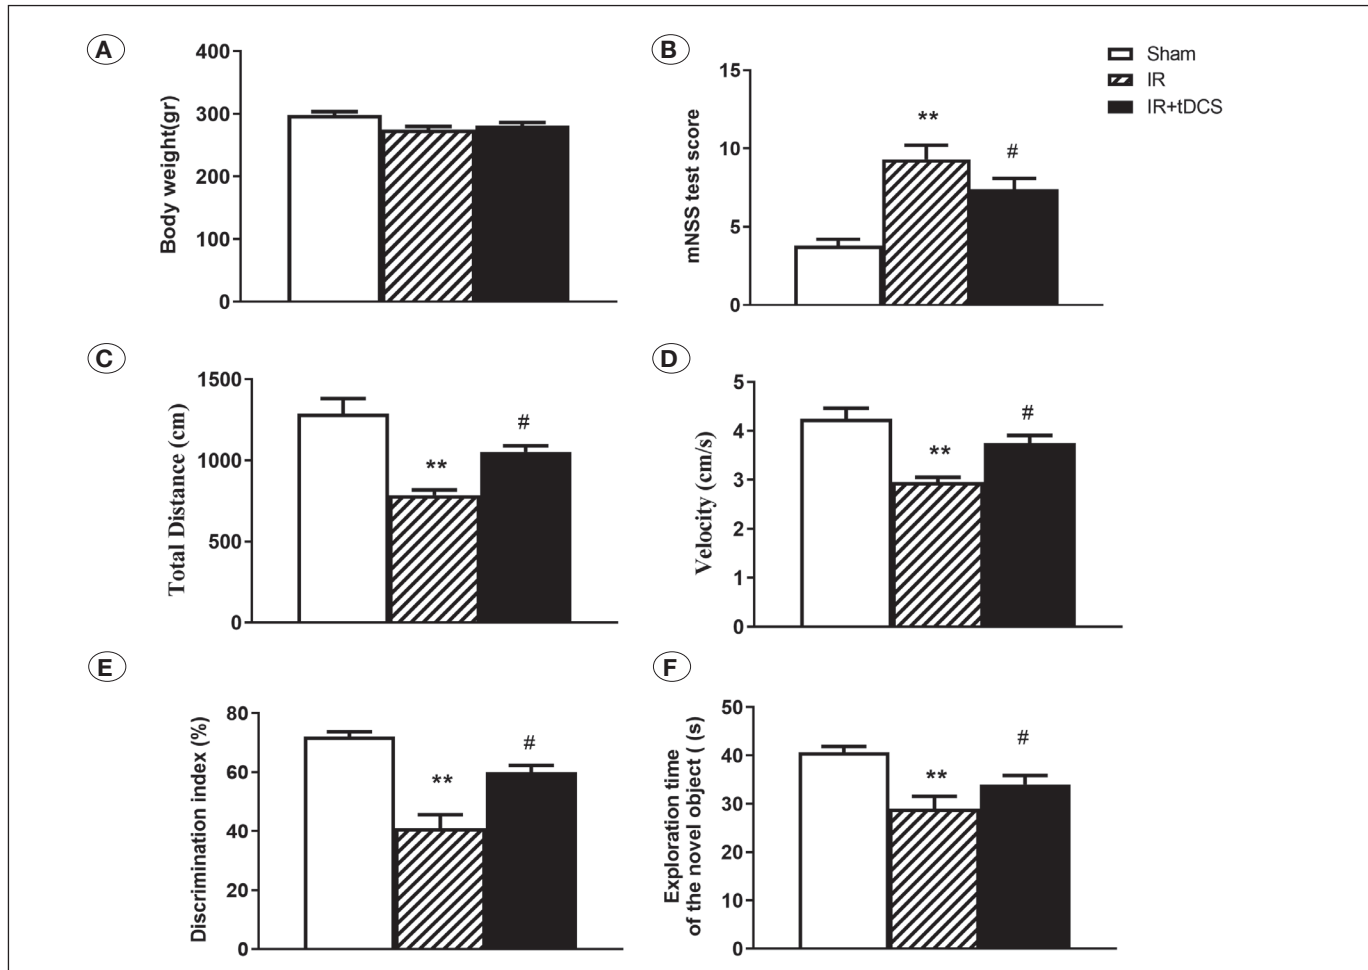 A
400
300
200
100
0
Body weight(gr)
B
15
10
5
0
mNSS test score
**
#
Sham
IR
IR+tDCS
C
1500
1000
500
0
Total Distance (cm)
**
#
D
5
4
3
2
1
0
Velocity (cm/s)
**
#
E
80
60
40
20
0
Discrimination index (%)
**
#
F
50
40
30
20
10
0
Exploration time
of the novel object ( (s)
**
#